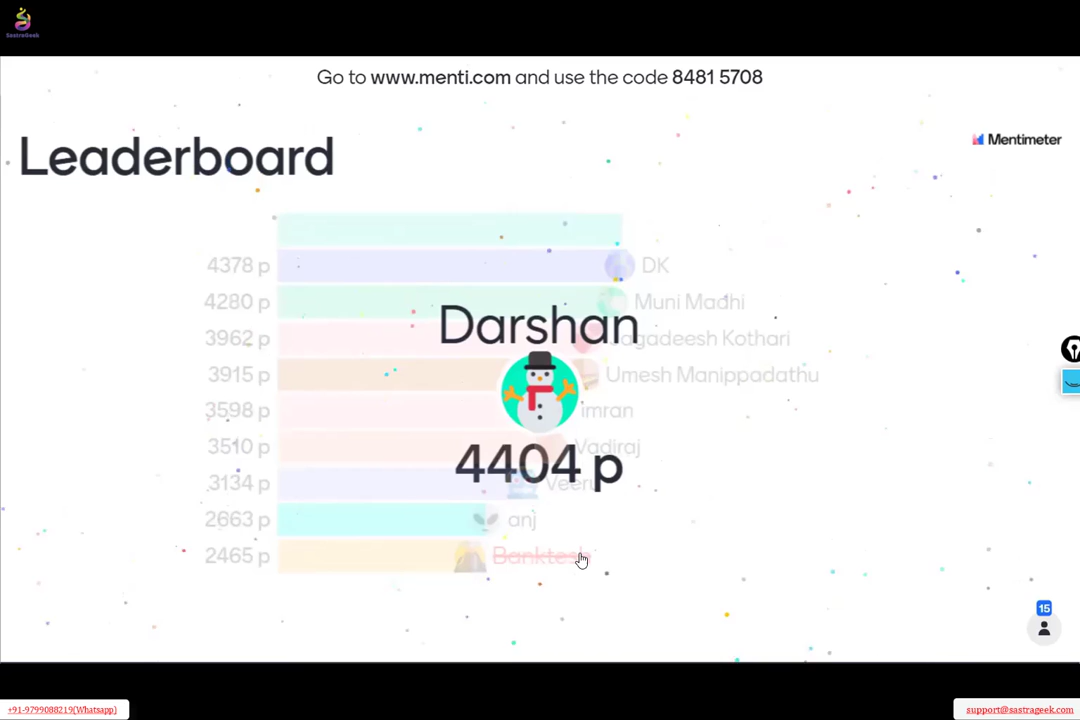 SastraGeek
Go to www.menti.com and use the code 8481 5708
Leaderboard
Mentimeter
4378 p DK
4280 p Muni Madhi
3962 p Jagadeesh Kothari
3915 p Umesh Manippadathu
3598 p imran
3510 p Vadiraj
3134 p Veeru
2663 p anj
2465 p Banktesh
Darshan
4404 p
15
+91-9799088219(Whatsapp)
support@sastrageek.com